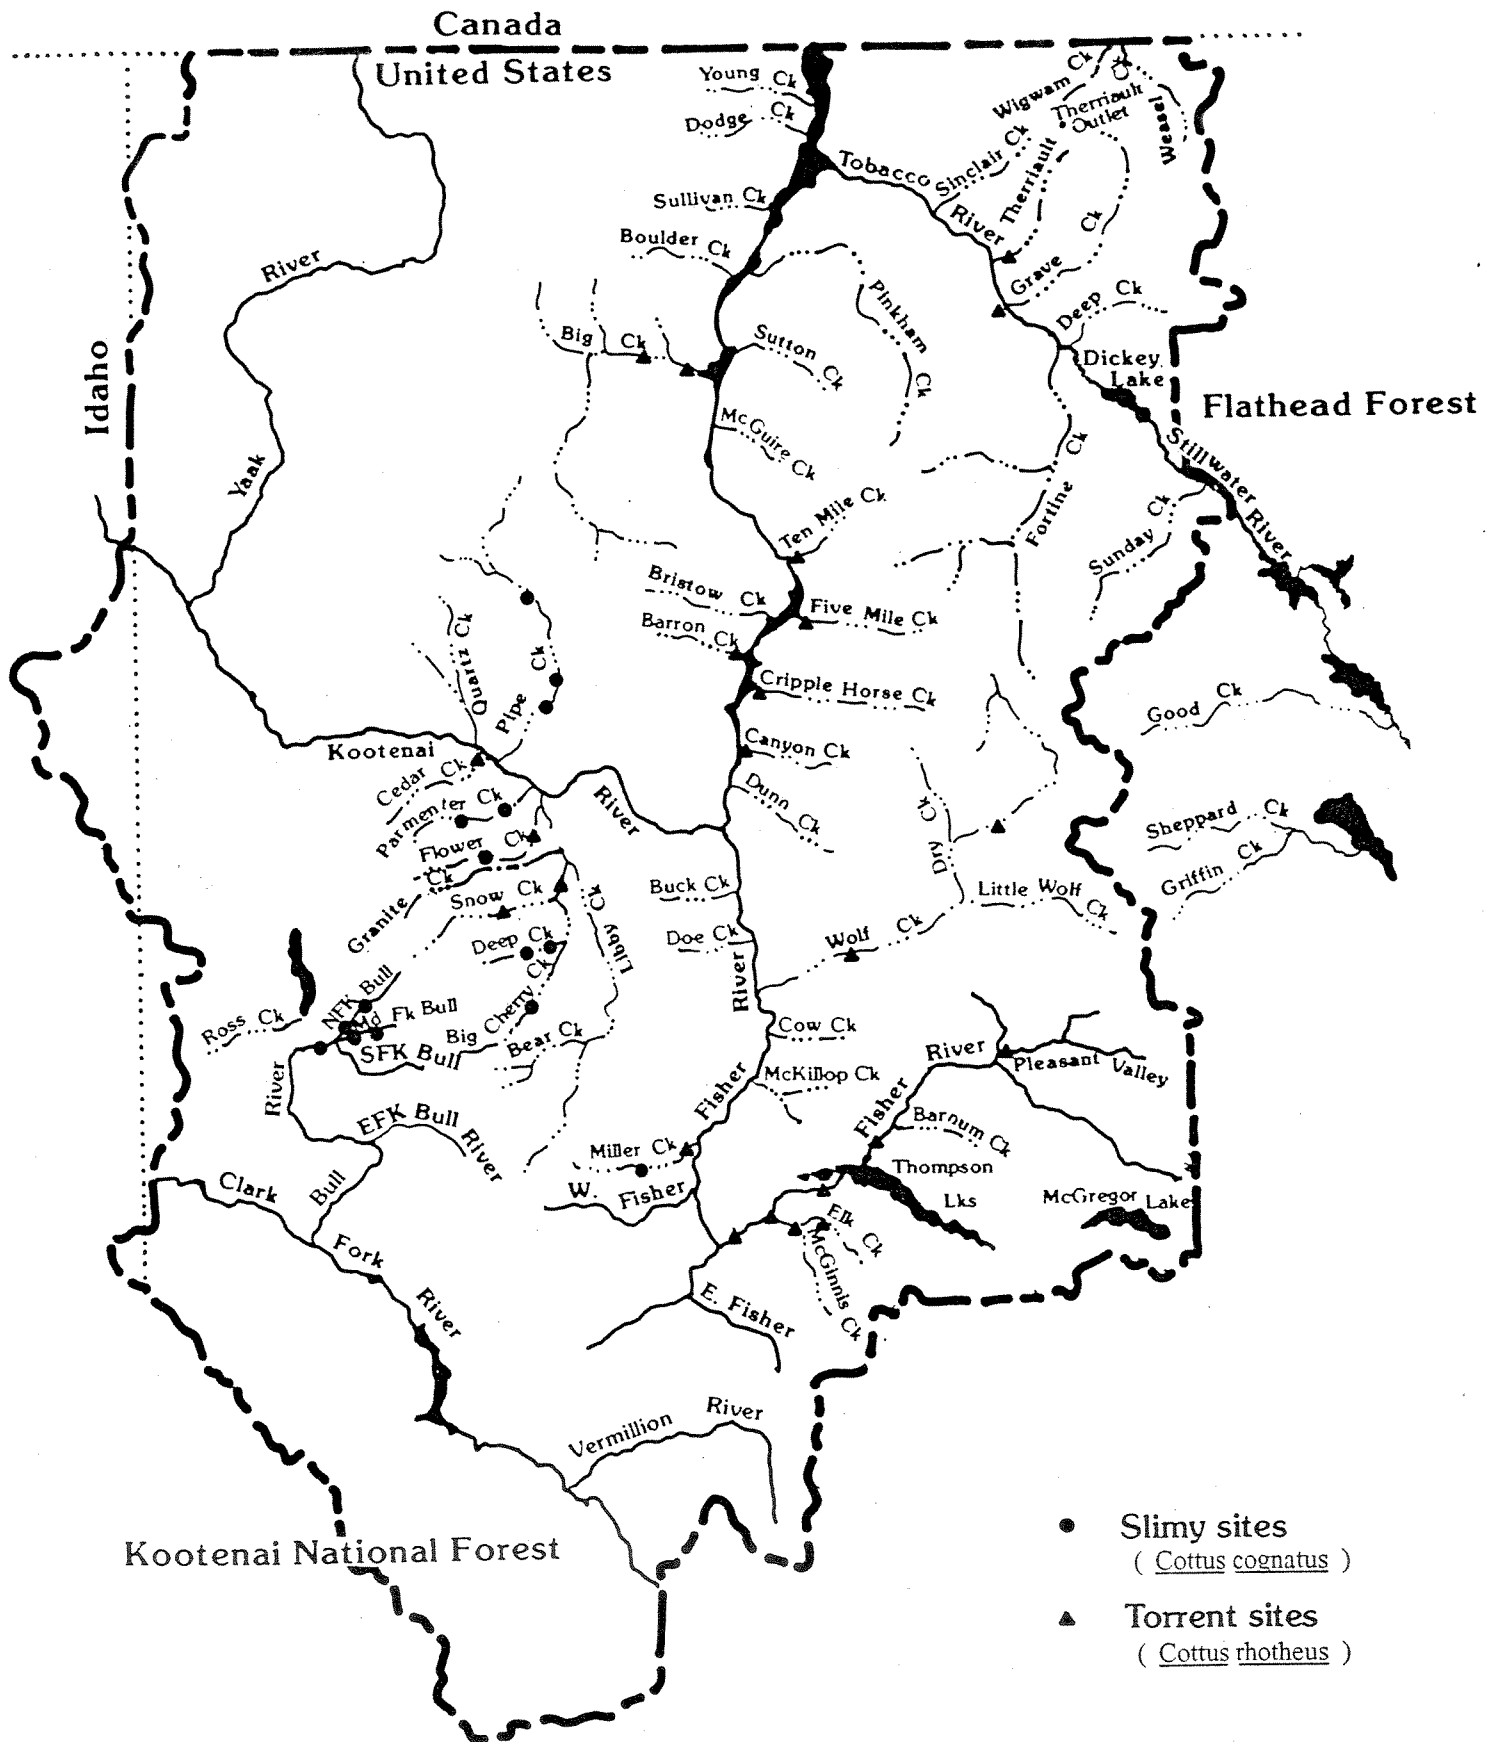 Canada
United States
Young Ck
Dodge Ck
Wigwam Ck
Ck
Therriault
Outlet
Weasel
Tobacco
River
Sinclair Ck
Therriault
Sullivan Ck
Boulder Ck
Grave
Ck
Deep Ck
River
Pinkham
Ck
Big Ck
Sutton
Ck
Dickey
Lake
Idaho
Flathead Forest
McGuire Ck
Ck
Stillwater
River
Yaak
Ten Mile Ck
Fortine
Sunday Ck
Bristow Ck
Five Mile Ck
Barron Ck
Quartz Ck
Pipe Ck
Cripple Horse Ck
Good Ck
Kootenai
River
Canyon Ck
Cedar Ck
Dunn Ck
Parmenter Ck
Dry Ck
Sheppard Ck
Flower Ck
Griffin Ck
Granite Ck
Snow Ck
Buck Ck
Little Wolf Ck
Libby Ck
Deep Ck
Doe Ck
Wolf Ck
River
NFK Bull
Md Fk Bull
Big Cherry Ck
Ross Ck
SFK Bull
Bear Ck
Cow Ck
River
Pleasant Valley
River
McKillop Ck
Fisher
Fisher
EFK Bull
River
Barnum Ck
Miller Ck
Thompson
Lks
Clark
Bull
W. Fisher
McGregor Lake
Elk Ck
Fork
McGinnis Ck
River
E. Fisher
Vermillion River
Kootenai National Forest
Slimy sites
( Cottus cognatus )
Torrent sites
( Cottus rhotheus )